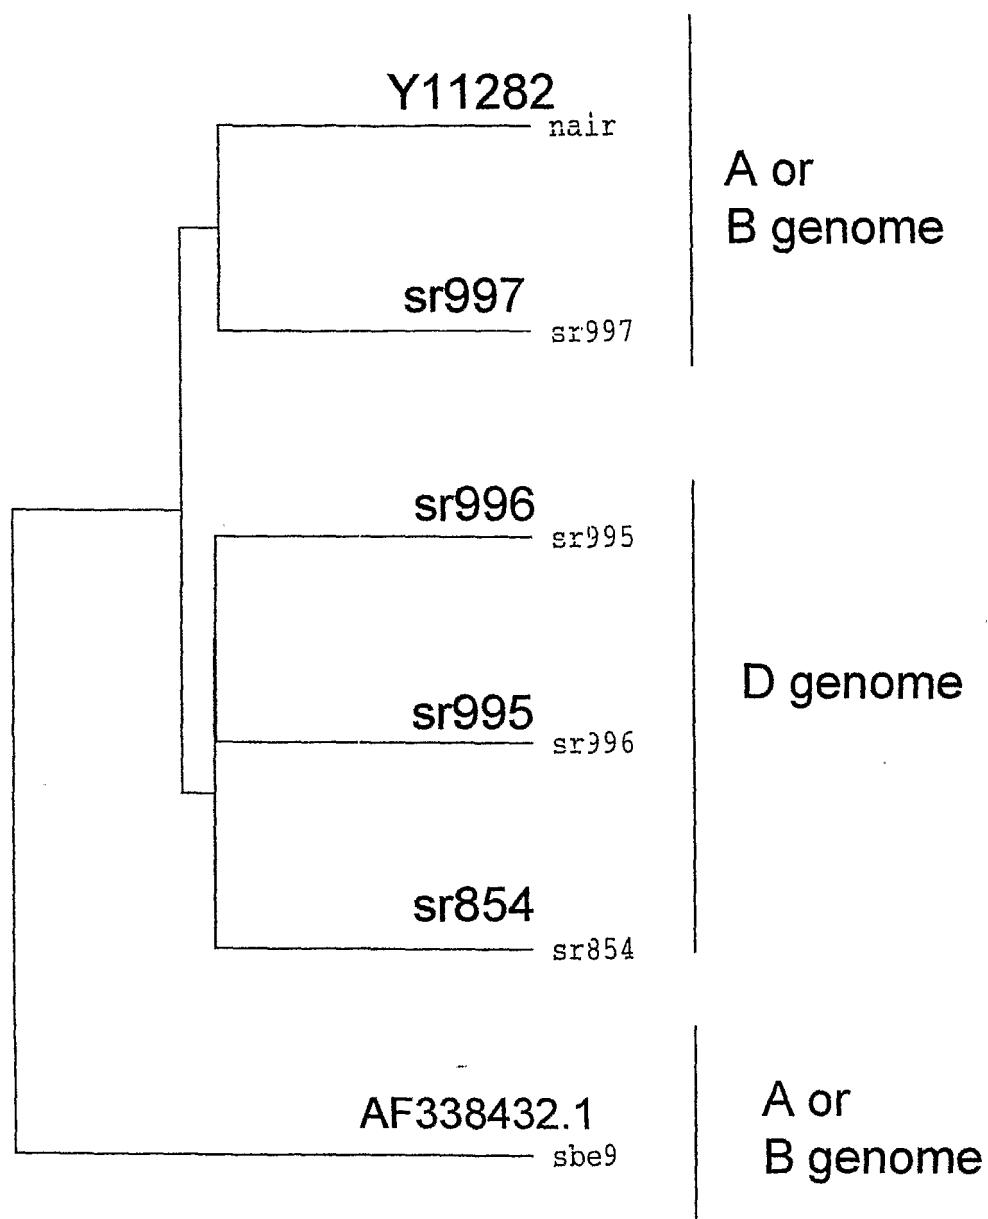 Y11282
nair
A or
B genome
sr997
sr997
sr996
sr995
D genome
sr995
sr996
sr854
sr854
AF338432.1
sbe9
A or
B genome